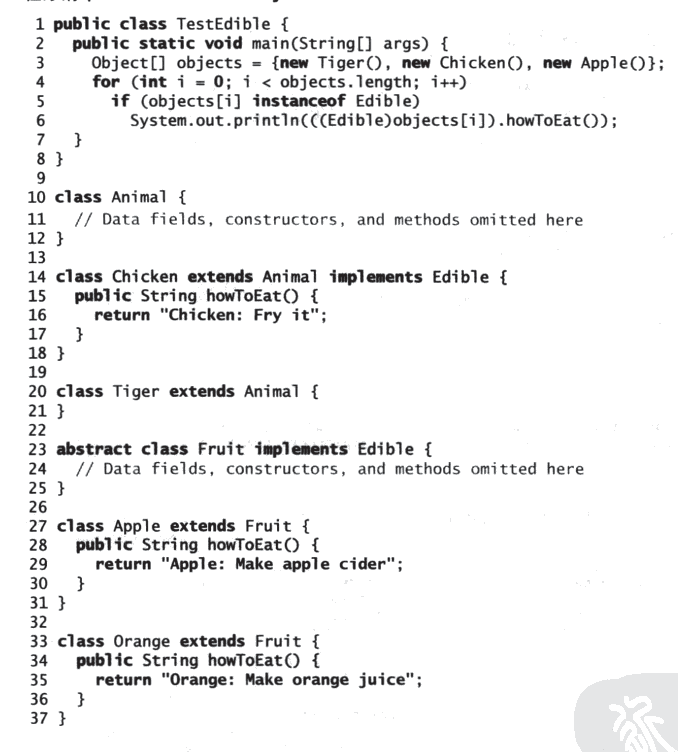 1 public class TestEdible {
2   public static void main(String[] args) {
3     Object[] objects = {new Tiger(), new Chicken(), new Apple()};
4     for (int i = 0; i < objects.length; i++)
5       if (objects[i] instanceof Edible)
6         System.out.println(((Edible)objects[i]).howToEat());
7   }
8 }
9
10 class Animal {
11   // Data fields, constructors, and methods omitted here
12 }
13
14 class Chicken extends Animal implements Edible {
15   public String howToEat() {
16     return "Chicken: Fry it";
17   }
18 }
19
20 class Tiger extends Animal {
21 }
22
23 abstract class Fruit implements Edible {
24   // Data fields, constructors, and methods omitted here
25 }
26
27 class Apple extends Fruit {
28   public String howToEat() {
29     return "Apple: Make apple cider";
30   }
31 }
32
33 class Orange extends Fruit {
34   public String howToEat() {
35     return "Orange: Make orange juice";
36   }
37 }